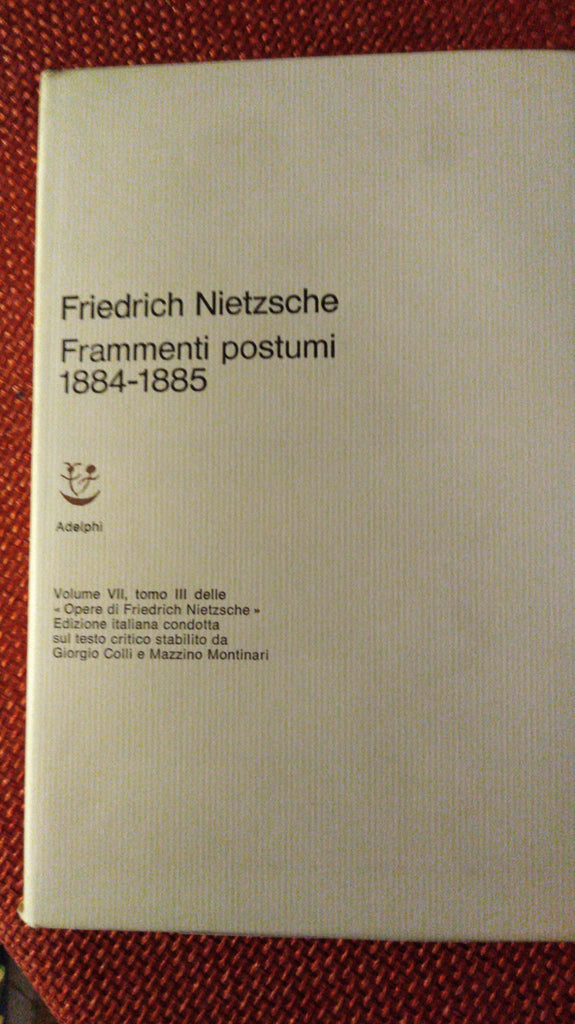 Friedrich Nietzsche
Frammenti postumi
1884-1885
Adelphi
Volume VII, tomo III delle
« Opere di Friedrich Nietzsche »
Edizione italiana condotta
sul testo critico stabilito da
Giorgio Colli e Mazzino Montinari